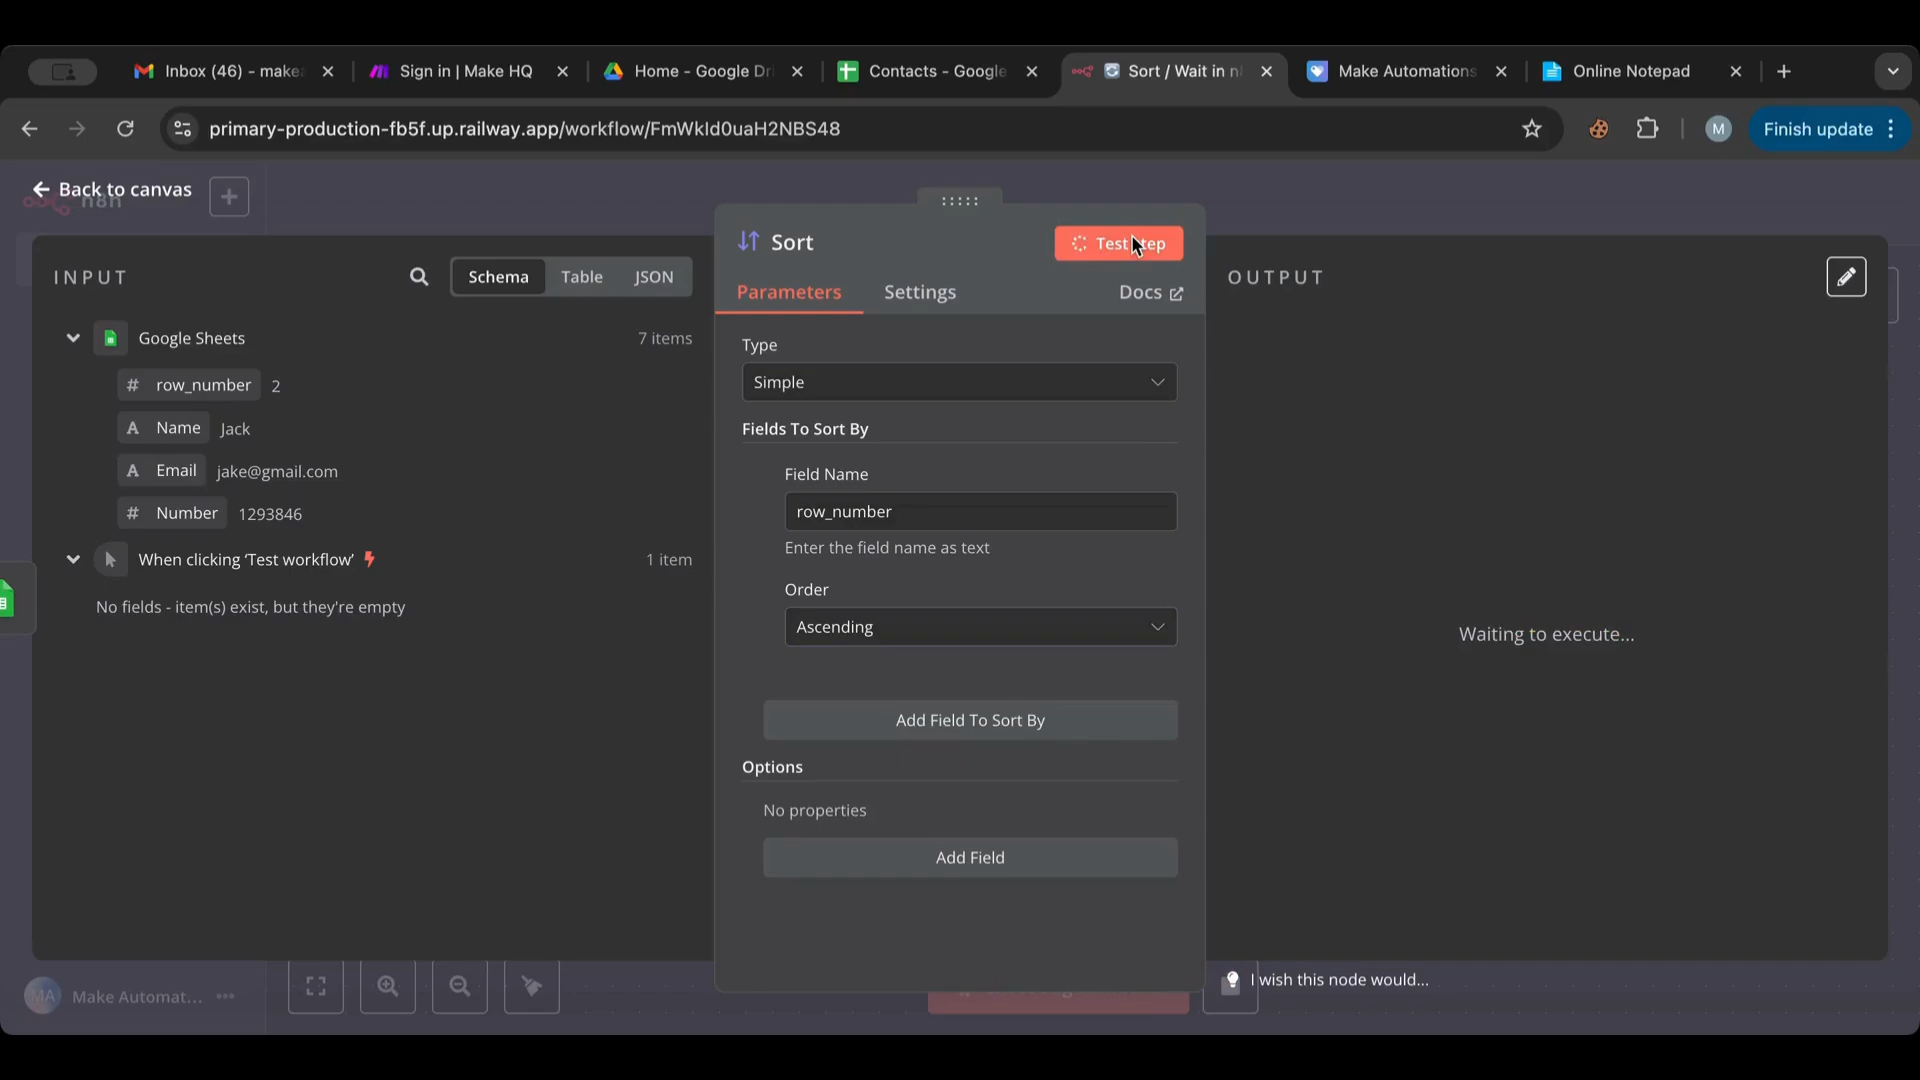 Inbox (46) - make
Sign in | Make HQ
Home - Google Dri
Contacts - Google
Sort / Wait in n
Make Automations
Online Notepad
primary-production-fb5f.up.railway.app/workflow/FmWkId0uaH2NBS48
M
Finish update
Back to canvas
n8n
Sort
Test step
INPUT
Schema
Table
JSON
Parameters
Settings
Docs
OUTPUT
Google Sheets
7 items
# row_number 2
A Name Jack
A Email jake@gmail.com
# Number 1293846
When clicking ‘Test workflow’
1 item
No fields - item(s) exist, but they're empty
Type
Simple
Fields To Sort By
Field Name
row_number
Enter the field name as text
Order
Ascending
Add Field To Sort By
Options
No properties
Add Field
Waiting to execute...
I wish this node would...
MA
Make Automat...